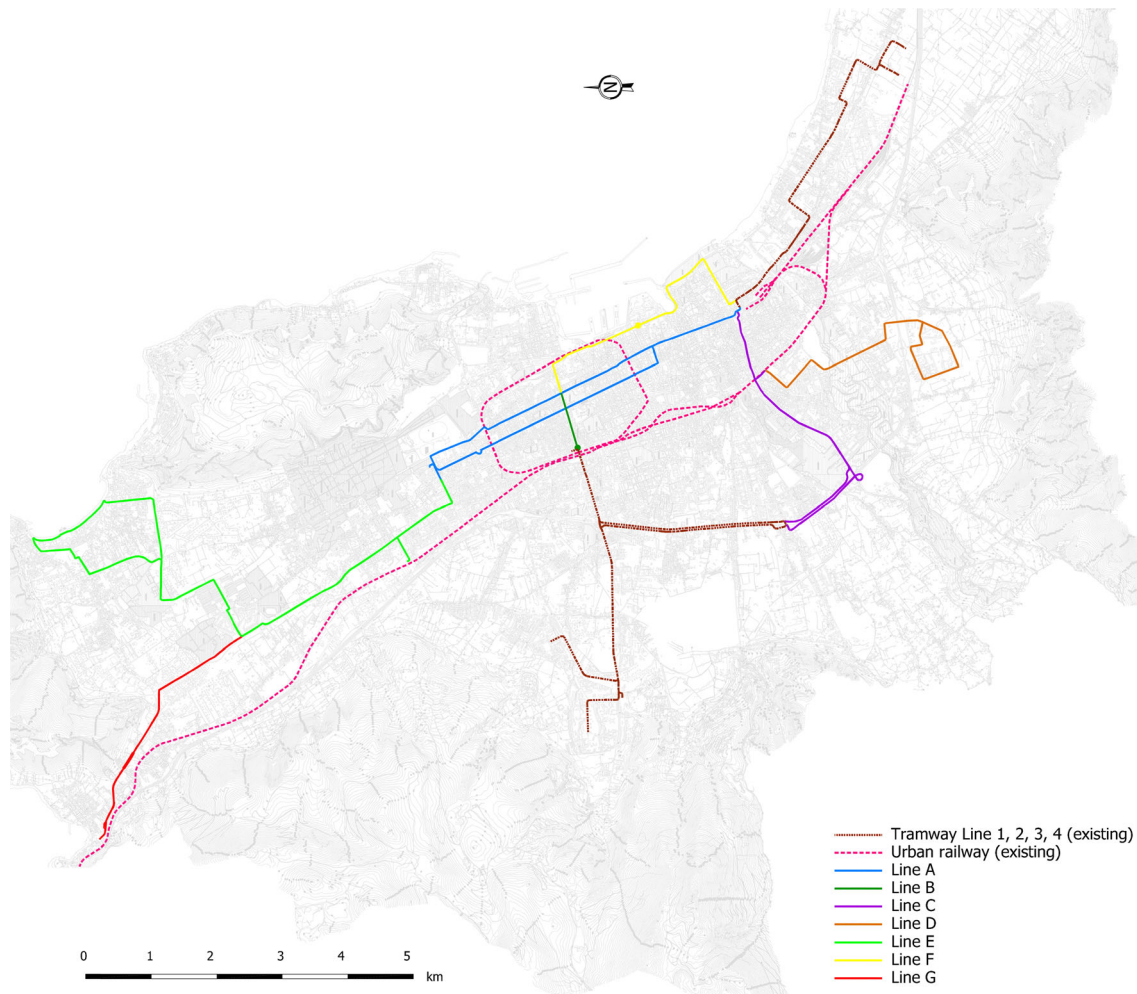 N
Tramway Line 1, 2, 3, 4 (existing)
Urban railway (existing)
Line A
Line B
Line C
Line D
Line E
Line F
Line G
0 1 2 3 4 5
km